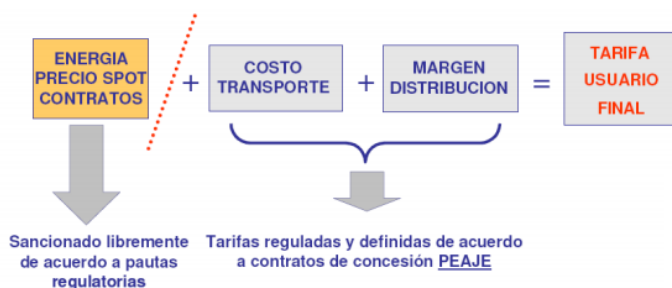 ENERGIA
PRECIO SPOT
CONTRATOS
+
COSTO
TRANSPORTE
+
MARGEN
DISTRIBUCION
=
TARIFA
USUARIO
FINAL
Sancionado libremente
de acuerdo a pautas
regulatorias
Tarifas reguladas y definidas de acuerdo
a contratos de concesión PEAJE